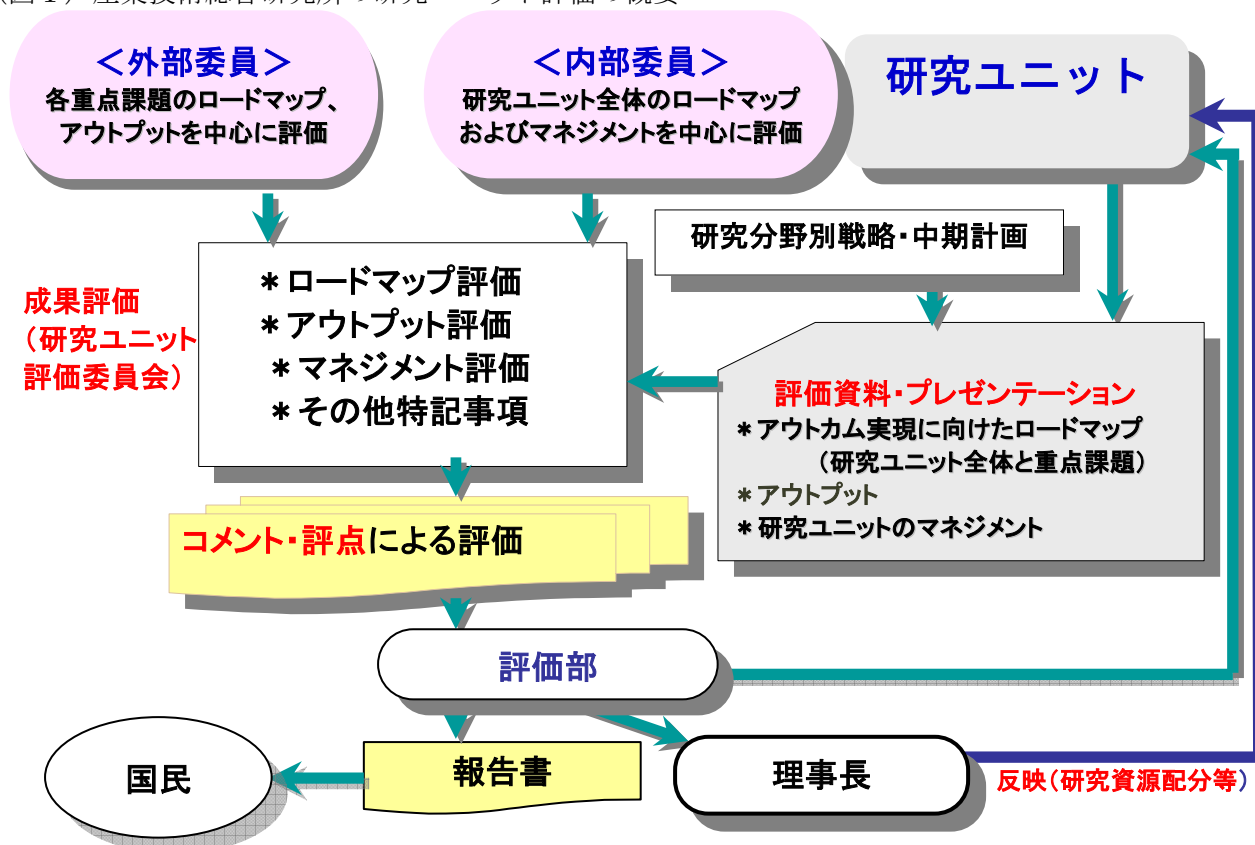 ＜外部委員＞
各重点課題のロードマップ、
アウトプットを中心に評価
＜内部委員＞
研究ユニット全体のロードマップ
およびマネジメントを中心に評価
研究ユニット
研究分野別戦略・中期計画
成果評価
（研究ユニット
評価委員会）
＊ロードマップ評価
＊アウトプット評価
＊マネジメント評価
＊その他特記事項
評価資料・プレゼンテーション
＊アウトカム実現に向けたロードマップ
（研究ユニット全体と重点課題）
＊アウトプット
＊研究ユニットのマネジメント
コメント・評点による評価
評価部
国民
報告書
理事長
反映（研究資源配分等）